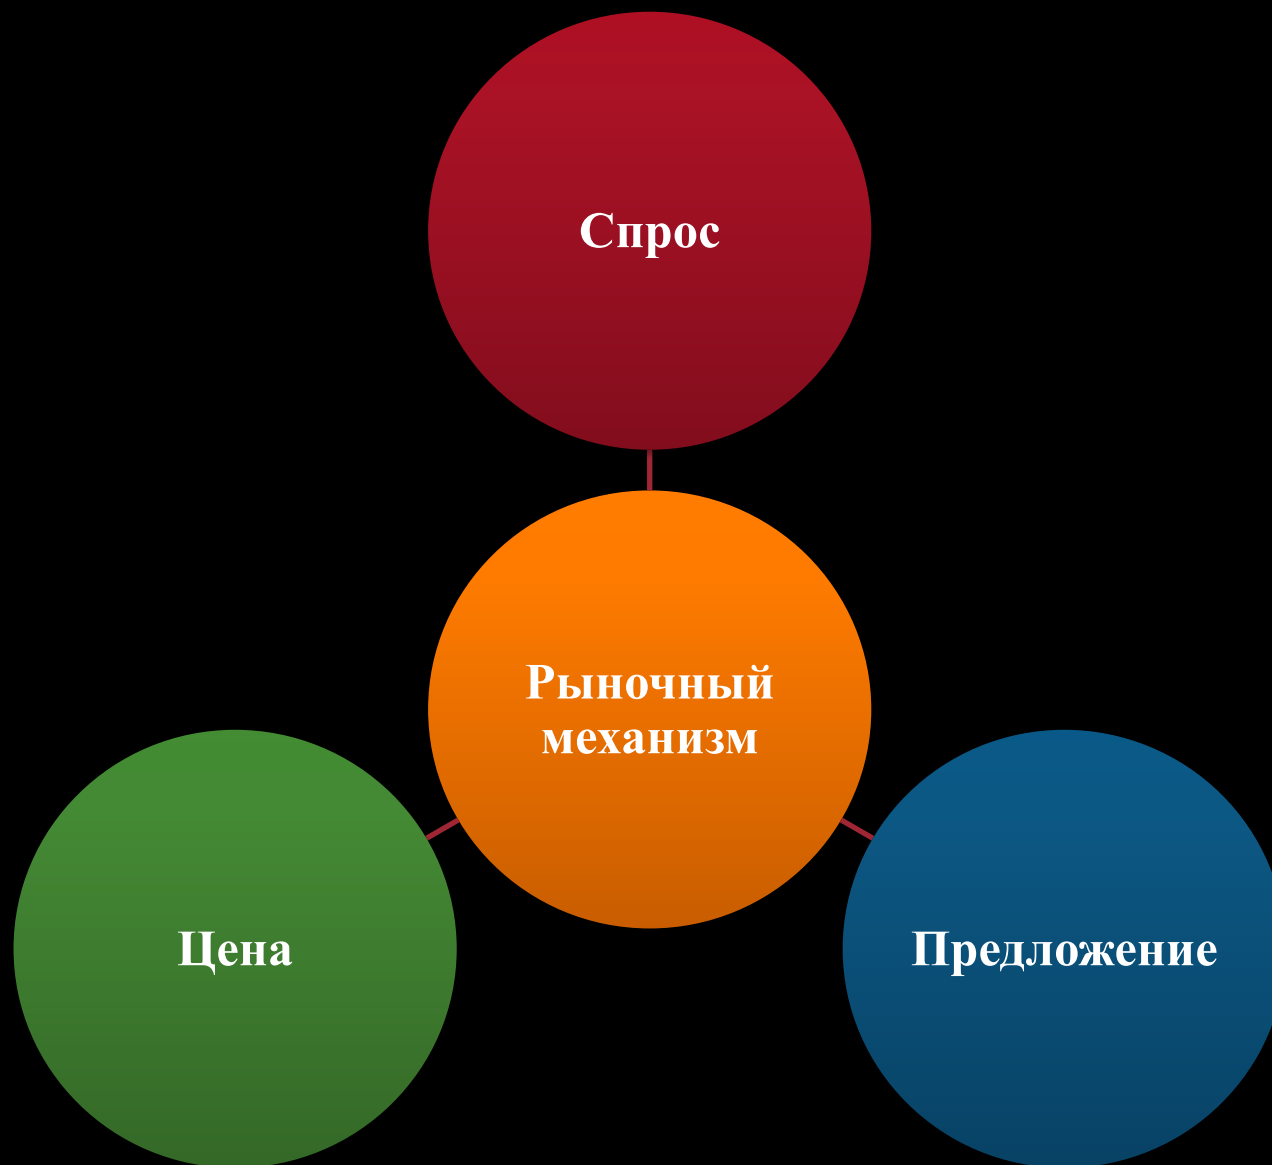 Спрос
Рыночный
механизм
Цена
Предложение